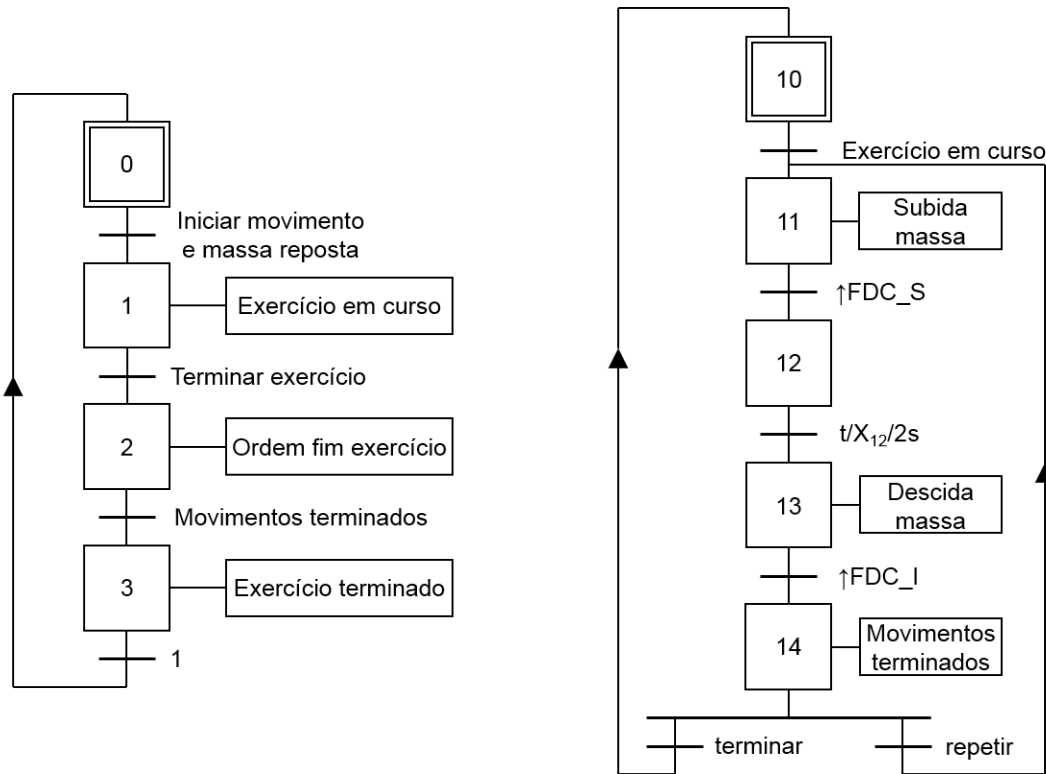 0
Iniciar movimento
e massa reposta
1
Exercício em curso
Terminar exercício
2
Ordem fim exercício
Movimentos terminados
3
Exercício terminado
1
10
Exercício em curso
11
Subida
massa
↑FDC_S
12
t/X₁₂/2s
13
Descida
massa
↑FDC_I
14
Movimentos
terminados
terminar
repetir